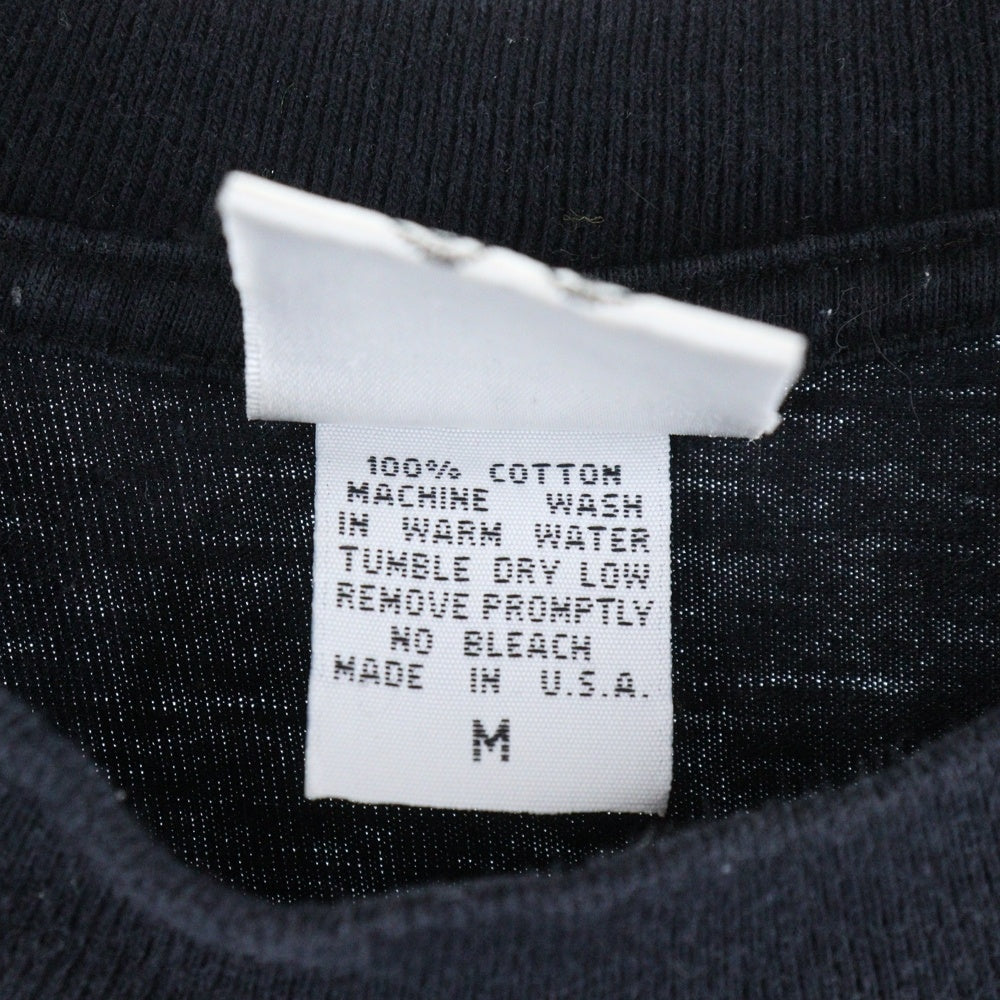 100% COTTON
MACHINE WASH
IN WARM WATER
TUMBLE DRY LOW
REMOVE PROMPTLY
NO BLEACH
MADE IN U.S.A.
M